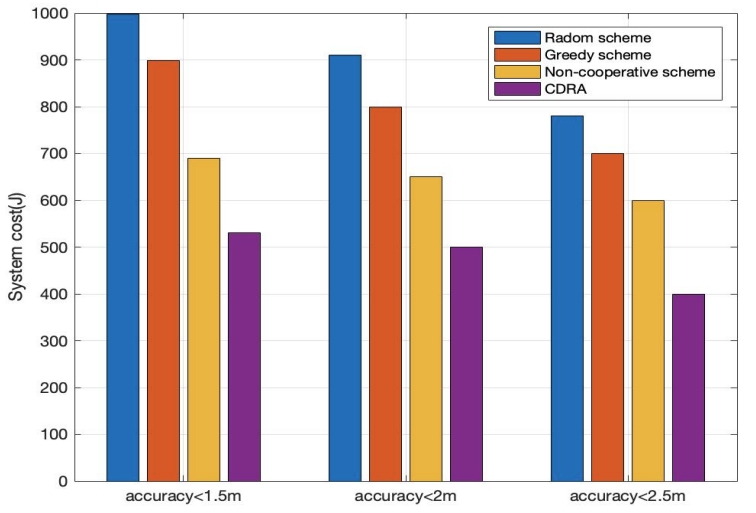 1000
900
800
700
600
500
400
300
200
100
0
System cost(J)
Radom scheme
Greedy scheme
Non-cooperative scheme
CDRA
accuracy<1.5m
accuracy<2m
accuracy<2.5m